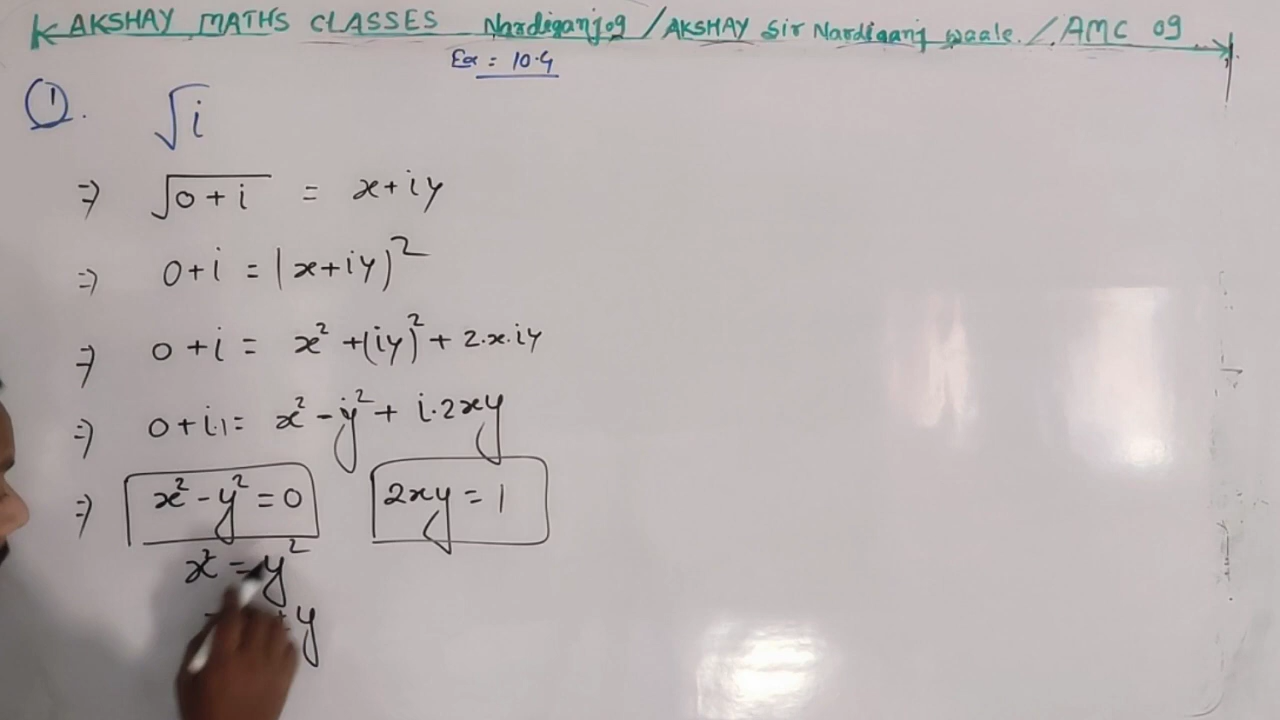 AKSHAY MATHS CLASSES Nardiganj09 / AKSHAY Sir Nardiganj waale. / AMC 09
Ex = 10.4
①. √i
⇒ √0+i = x+iy
⇒ 0+i = (x+iy)²
⇒ 0+i = x² +(iy)² + 2.x.iy
⇒ 0+i.1 = x² - y² + i.2xy
⇒ x² - y² = 0 2xy = 1
x² = y²
y